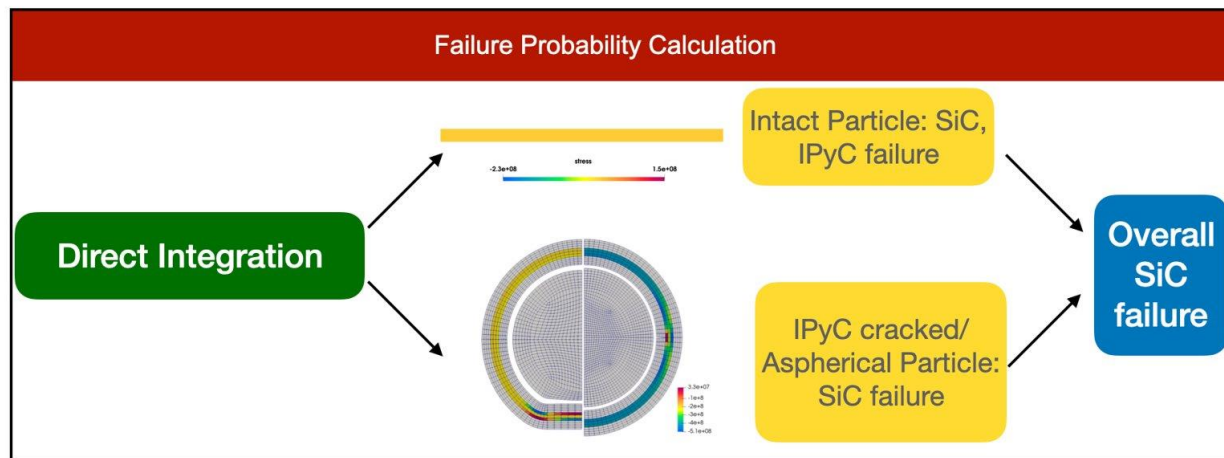 Failure Probability Calculation
Direct Integration
stress
-2.3e+08
1.5e+08
Intact Particle: SiC,
IPyC failure
3.3e+07
-1e+8
-2e+8
-3e+8
-4e+8
-5.1e+08
IPyC cracked/
Aspherical Particle:
SiC failure
Overall
SiC
failure